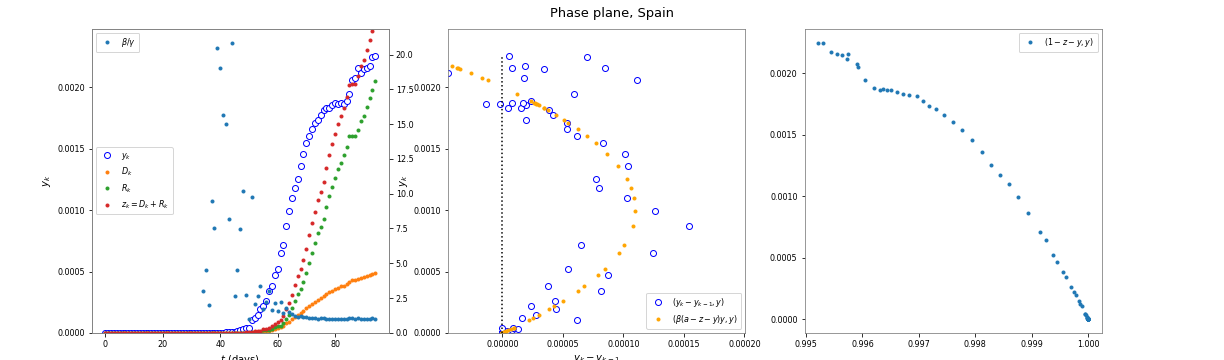 Phase plane, Spain
β/γ
y_k
D_k
R_k
z_k = D_k + R_k
y_k
0.0020
0.0015
0.0010
0.0005
0.0000
0 20 40 60 80
t (days)
20.0
17.5
15.0
12.5
10.0
7.5
5.0
2.5
0.0
y_k
0.0020
0.0015
0.0010
0.0005
0.0000
(y_k − y_{k−1}, y)
(β(a − z − y)y, y)
0.00000 0.00005 0.00010 0.00015 0.00020
y_k − y_{k−1}
(1 − z − y, y)
0.0020
0.0015
0.0010
0.0005
0.0000
0.995 0.996 0.997 0.998 0.999 1.000